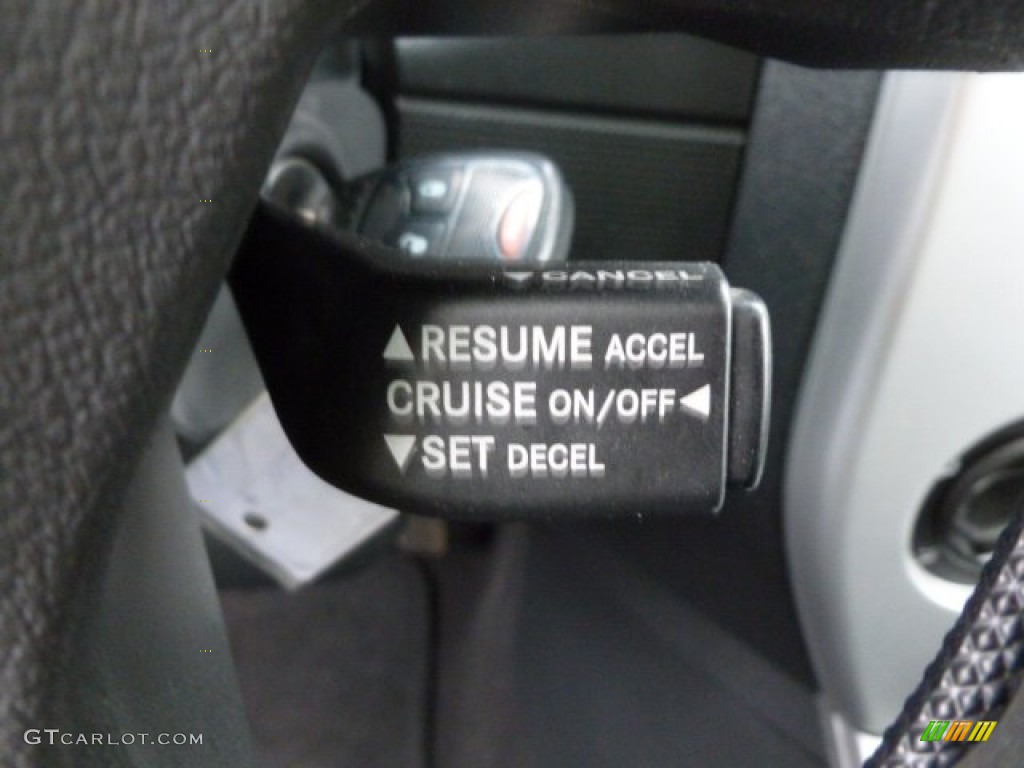 ▼ CANCEL
▲ RESUME ACCEL
CRUISE ON/OFF ◀
▼ SET DECEL
GTCARLOT.COM